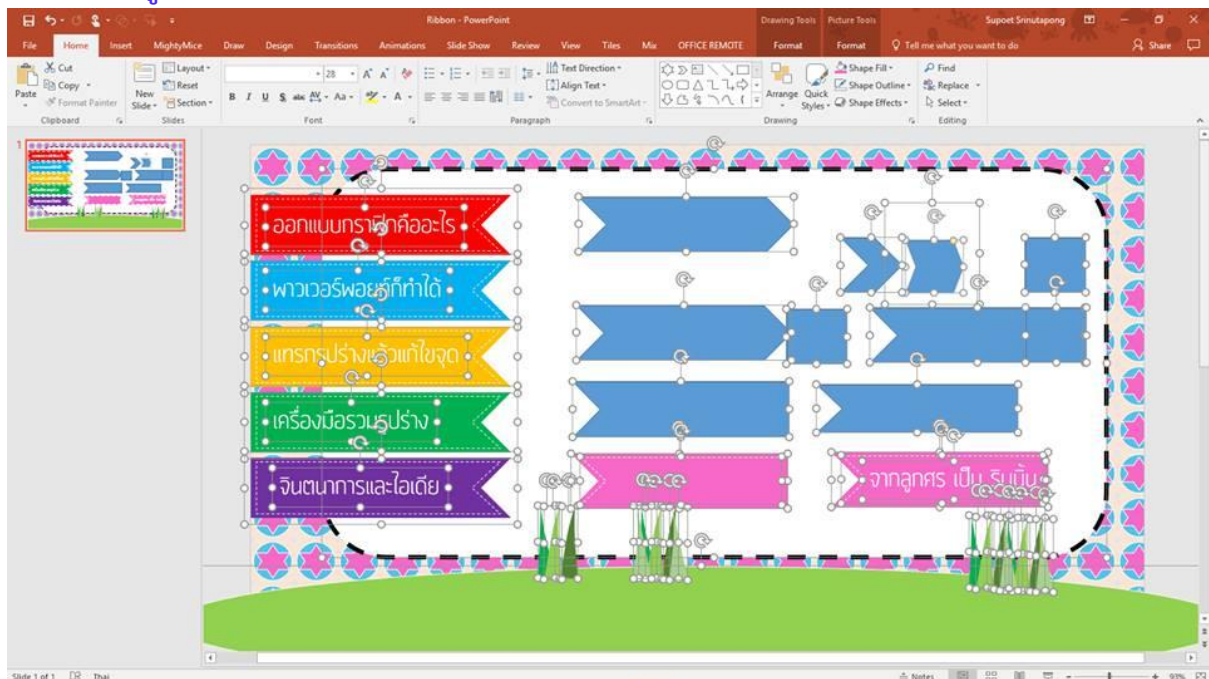 Ribbon - PowerPoint
Drawing Tools
Picture Tools
Supoet Srinutapong
File
Home
Insert
MightyMice
Draw
Design
Transitions
Animations
Slide Show
Review
View
Tiles
Mix
OFFICE REMOTE
Format
Format
Tell me what you want to do
Share
Paste
Cut
Copy
Format Painter
Clipboard
New Slide
Layout
Reset
Section
Slides
28
B I U S abc AV Aa A
Font
Text Direction
Align Text
Convert to SmartArt
Paragraph
Arrange
Quick Styles
Shape Fill
Shape Outline
Shape Effects
Drawing
Find
Replace
Select
Editing
1
ออกแบบกราฟิกคืออะไร
พาวเวอร์พอยท์ก็ทำได้
แทรกรูปร่างแล้วแก้ไขจุด
เครื่องมือรวมรูปร่าง
จินตนาการและไอเดีย
จากลูกศร เป็น ริบบิ้น
Slide 1 of 1
Thai
Notes
93%